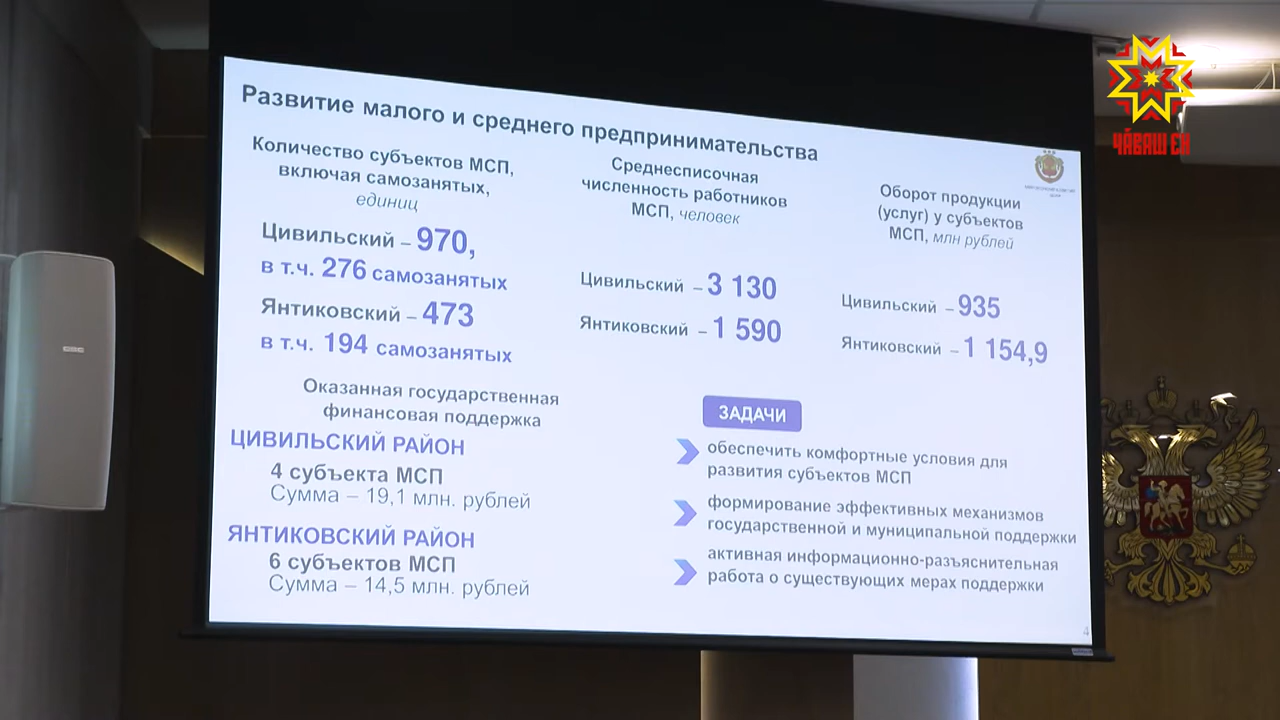 Развитие малого и среднего предпринимательства
Количество субъектов МСП,
включая самозанятых,
единиц
Цивильский – 970,
в т.ч. 276 самозанятых
Янтиковский – 473
в т.ч. 194 самозанятых
Среднесписочная
численность работников
МСП, человек
Цивильский – 3 130
Янтиковский – 1 590
Оборот продукции
(услуг) у субъектов
МСП, млн рублей
Цивильский – 935
Янтиковский – 1 154,9
Оказанная государственная
финансовая поддержка
ЦИВИЛЬСКИЙ РАЙОН
4 субъекта МСП
Сумма – 19,1 млн. рублей
ЯНТИКОВСКИЙ РАЙОН
6 субъектов МСП
Сумма – 14,5 млн. рублей
ЗАДАЧИ
обеспечить комфортные условия для
развития субъектов МСП
формирование эффективных механизмов
государственной и муниципальной поддержки
активная информационно-разъяснительная
работа о существующих мерах поддержки
4
ЧӐВАШ ЕН